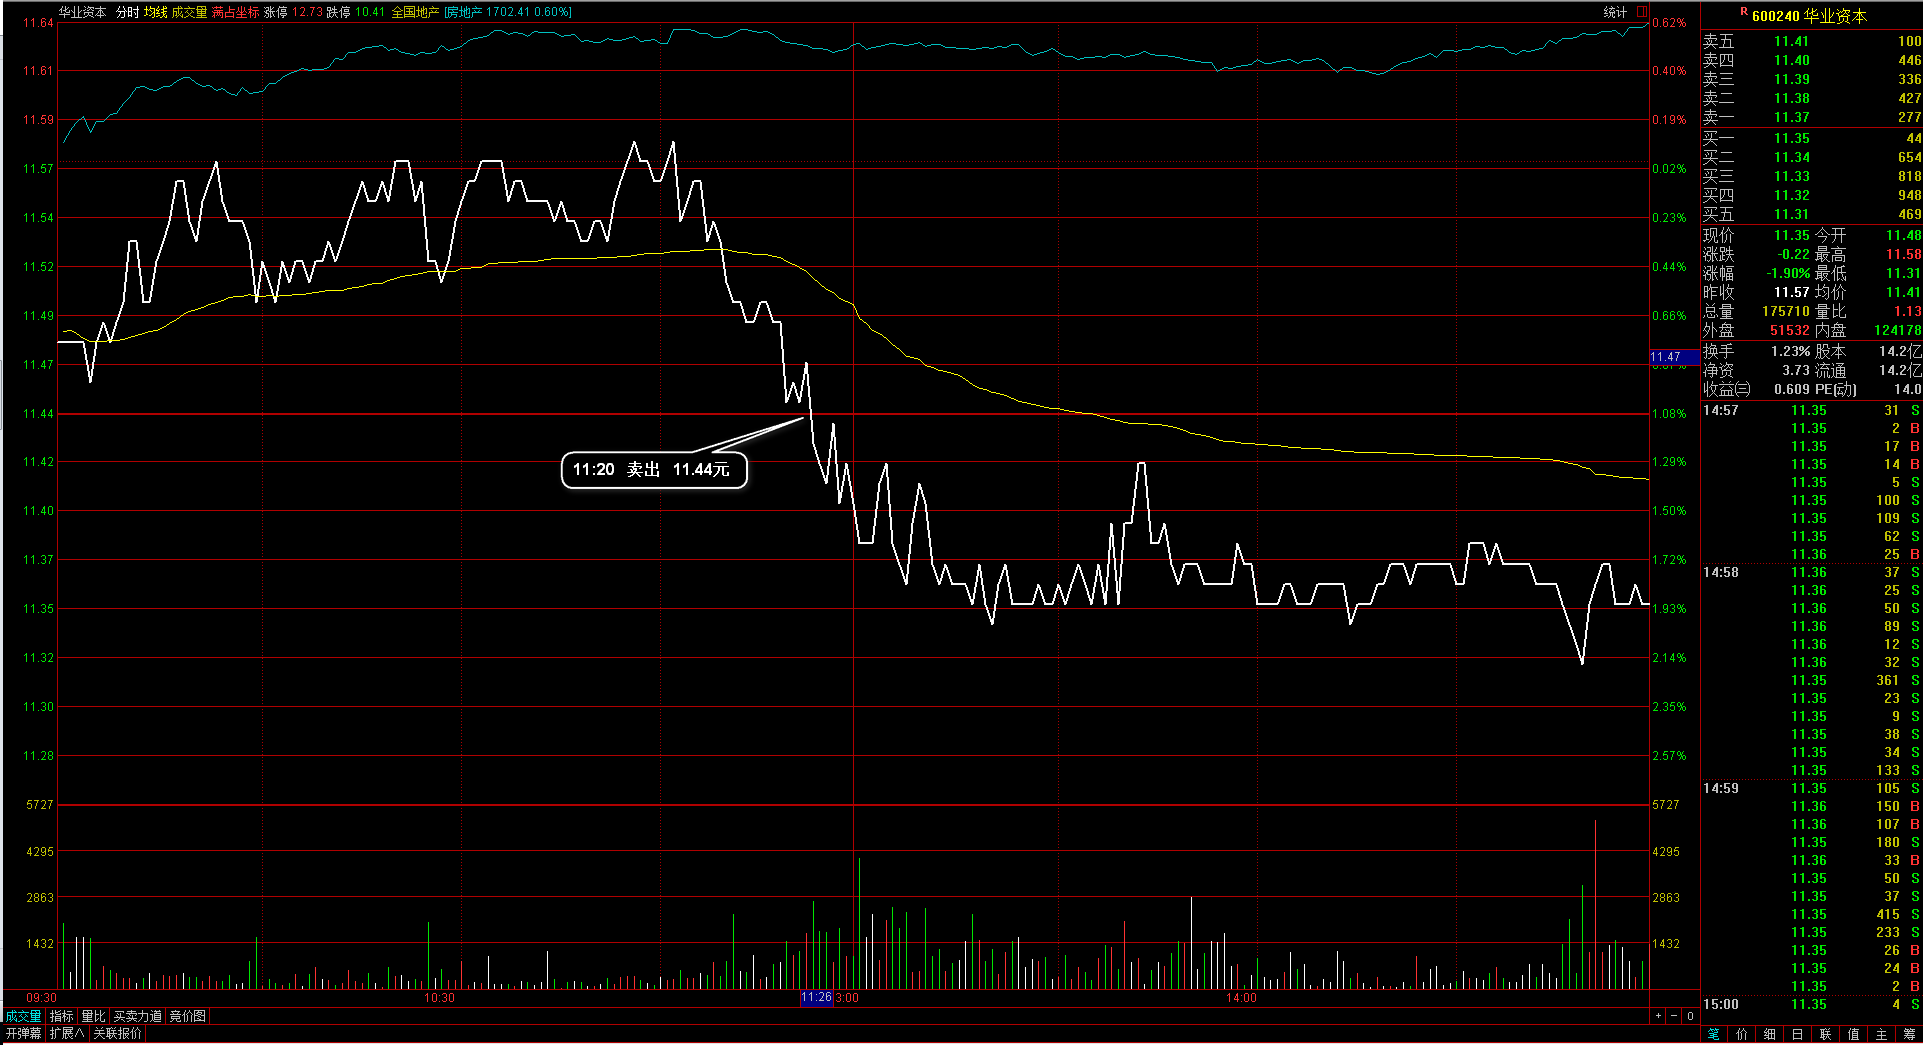 华业资本 分时 均线 成交量 满占坐标 涨停 12.73 跌停 10.41 全国地产 [房地产 1702.41 0.60%] 统计
11.64 0.62%
11.61 0.40%
11.59 0.19%
11.57 0.02%
11.54 0.23%
11.52 0.44%
11.49 0.66%
11.47
11.47
11.44 1.08%
11.42 1.29%
11.40 1.50%
11.37 1.72%
11.35 1.93%
11.32 2.14%
11.30 2.35%
11.28 2.57%
5727 5727
4295 4295
2863 2863
1432 1432
11:20 卖出 11.44元
09:30 10:30 11:26 3:00 14:00
成交量 指标 量比 买卖力道 竞价图 + - 0
开弹幕 扩展∧ 关联报价
R 600240 华业资本
卖五 11.41 100
卖四 11.40 446
卖三 11.39 336
卖二 11.38 427
卖一 11.37 277
买一 11.35 44
买二 11.34 654
买三 11.33 818
买四 11.32 948
买五 11.31 469
现价 11.35 今开 11.48
涨跌 -0.22 最高 11.58
涨幅 -1.90% 最低 11.31
昨收 11.57 均价 11.41
总量 175710 量比 1.13
外盘 51532 内盘 124178
换手 1.23% 股本 14.2亿
净资 3.73 流通 14.2亿
收益㈢ 0.609 PE(动) 14.0
14:57 11.35 31 S
11.35 2 B
11.35 17 B
11.35 14 B
11.35 5 S
11.35 100 S
11.35 109 S
11.35 62 S
11.36 25 B
14:58 11.36 37 S
11.36 25 S
11.36 50 S
11.36 89 S
11.36 12 S
11.36 32 S
11.35 361 S
11.35 23 S
11.35 9 S
11.35 38 S
11.35 34 S
11.35 133 S
14:59 11.35 105 S
11.36 150 B
11.36 107 B
11.35 180 S
11.36 33 B
11.35 50 S
11.35 37 S
11.35 415 S
11.35 233 S
11.35 26 B
11.35 24 B
11.35 2 B
15:00 11.35 4 S
笔 价 细 日 联 值 主 筹